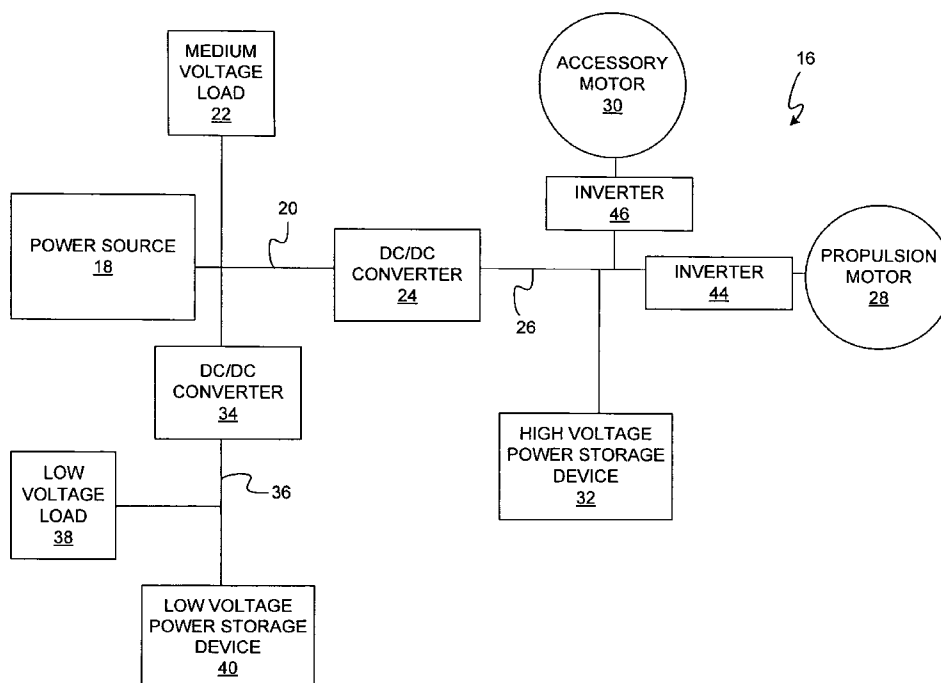 MEDIUM
VOLTAGE
LOAD
22
ACCESSORY
MOTOR
30
16
INVERTER
46
POWER SOURCE
18
20
DC/DC
CONVERTER
24
26
INVERTER
44
PROPULSION
MOTOR
28
DC/DC
CONVERTER
34
36
HIGH VOLTAGE
POWER STORAGE
DEVICE
32
LOW
VOLTAGE
LOAD
38
LOW VOLTAGE
POWER STORAGE
DEVICE
40